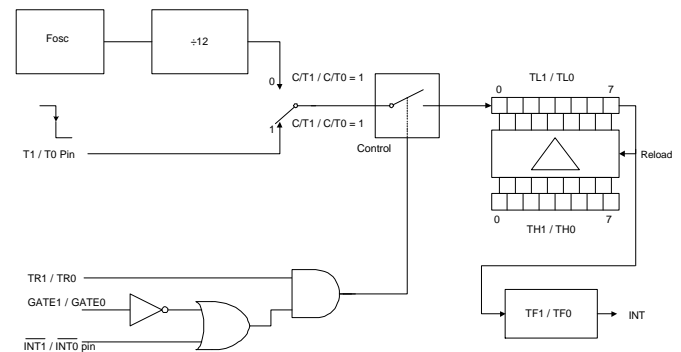 Fosc
÷12
0
C/T1 / C/T0 = 1
1
C/T1 / C/T0 = 1
T1 / T0 Pin
Control
TL1 / TL0
0 7
Reload
0 7
TH1 / TH0
TR1 / TR0
GATE1 / GATE0
INT1 / INT0 pin
TF1 / TF0
INT